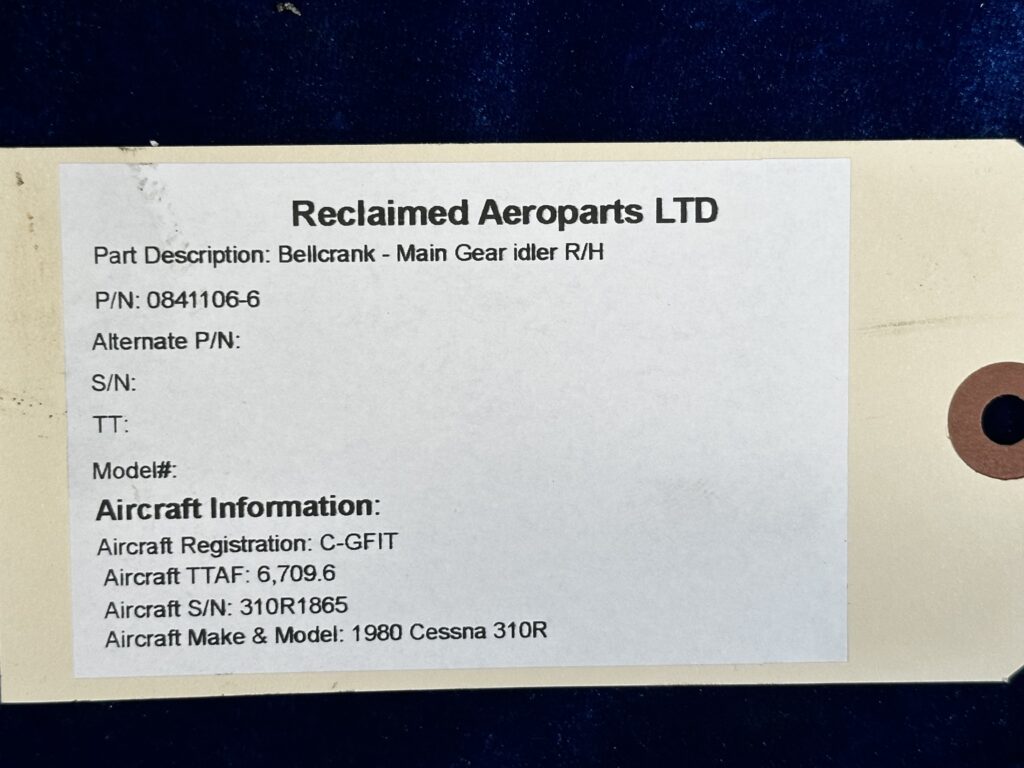 Reclaimed Aeroparts LTD
Part Description: Bellcrank - Main Gear idler R/H
P/N: 0841106-6
Alternate P/N:
S/N:
TT:
Model#:
Aircraft Information:
Aircraft Registration: C-GFIT
Aircraft TTAF: 6,709.6
Aircraft S/N: 310R1865
Aircraft Make & Model: 1980 Cessna 310R